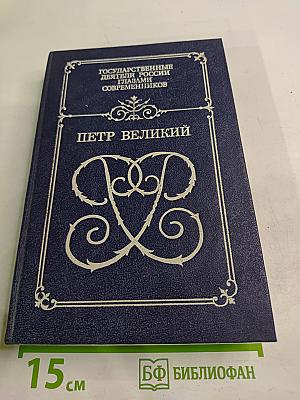 ГОСУДАРСТВЕННЫЕ
ДЕЯТЕЛИ РОССИИ
ГЛАЗАМИ
СОВРЕМЕННИКОВ
ПЕТР ВЕЛИКИЙ
15 см
БФ БИБЛИОФАН